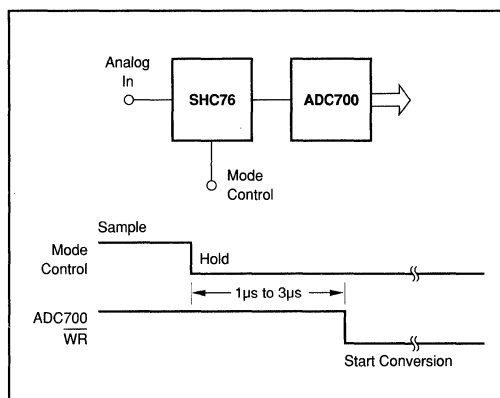 Analog
In
SHC76
ADC700
Mode
Control
Sample
Mode
Control
Hold
1µs to 3µs
ADC700
WR
Start Conversion